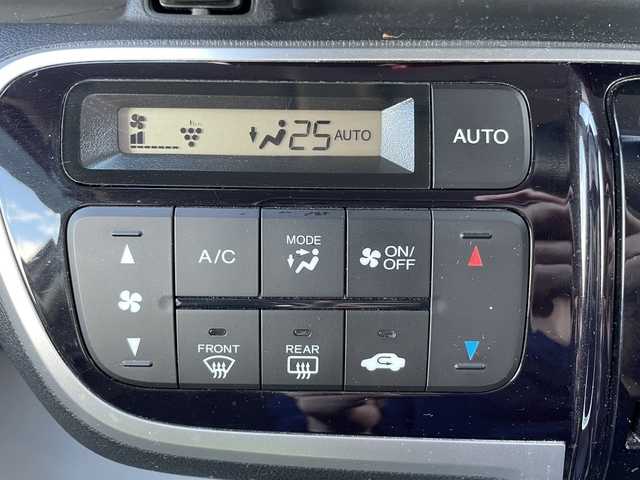 25 AUTO
AUTO
A/C
MODE
ON/
OFF
FRONT
REAR